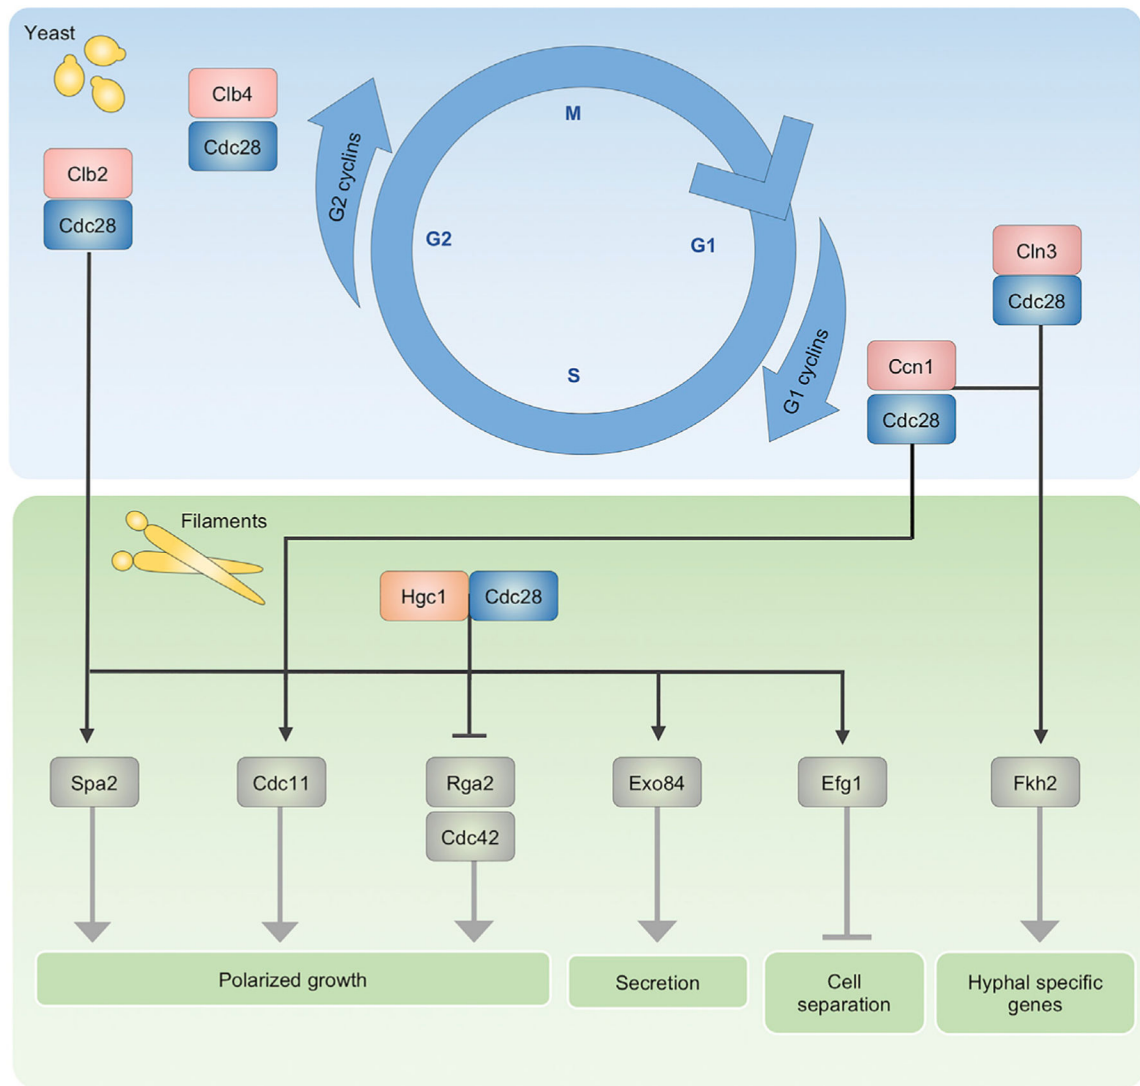 Yeast
Clb4
Cdc28
Clb2
Cdc28
G2 cyclins
M
G2
G1
S
G1 cyclins
Cln3
Cdc28
Ccn1
Cdc28
Filaments
Hgc1
Cdc28
Spa2
Cdc11
Rga2
Exo84
Efg1
Fkh2
Cdc42
Polarized growth
Secretion
Cell
separation
Hyphal specific
genes